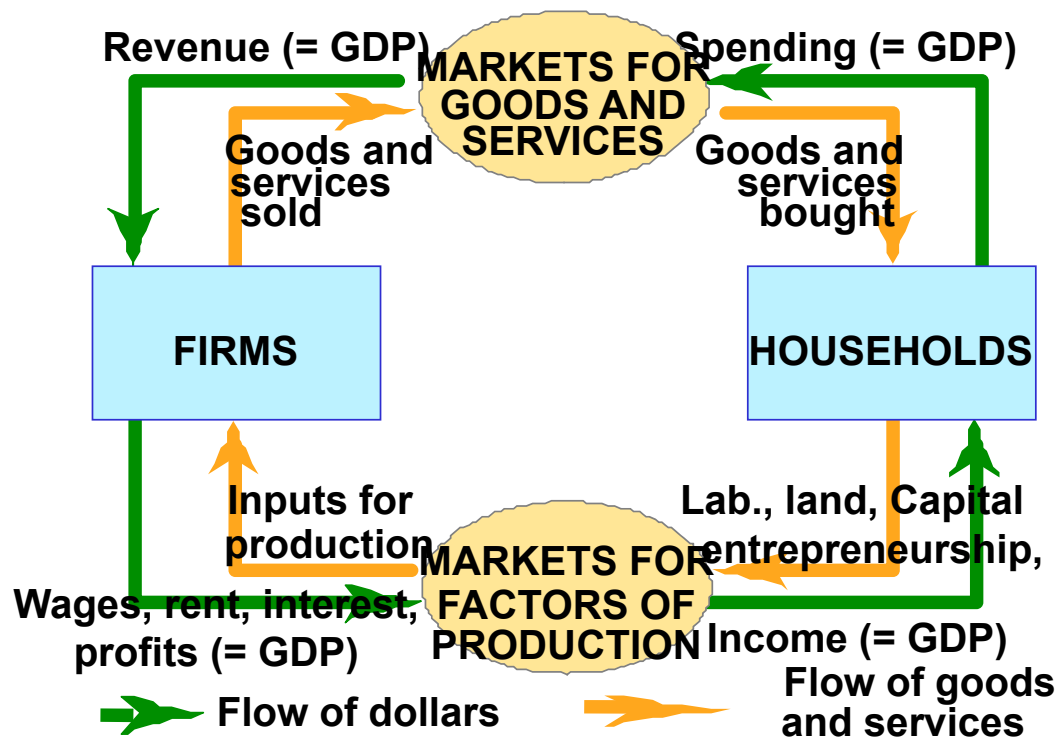 Revenue (= GDP)
MARKETS FOR
GOODS AND
SERVICES
Spending (= GDP)
Goods and
services
sold
Goods and
services
bought
FIRMS
HOUSEHOLDS
Inputs for
production
Lab., land, Capital
entrepreneurship,
MARKETS FOR
FACTORS OF
PRODUCTION
Wages, rent, interest,
profits (= GDP)
Income (= GDP)
Flow of dollars
Flow of goods
and services